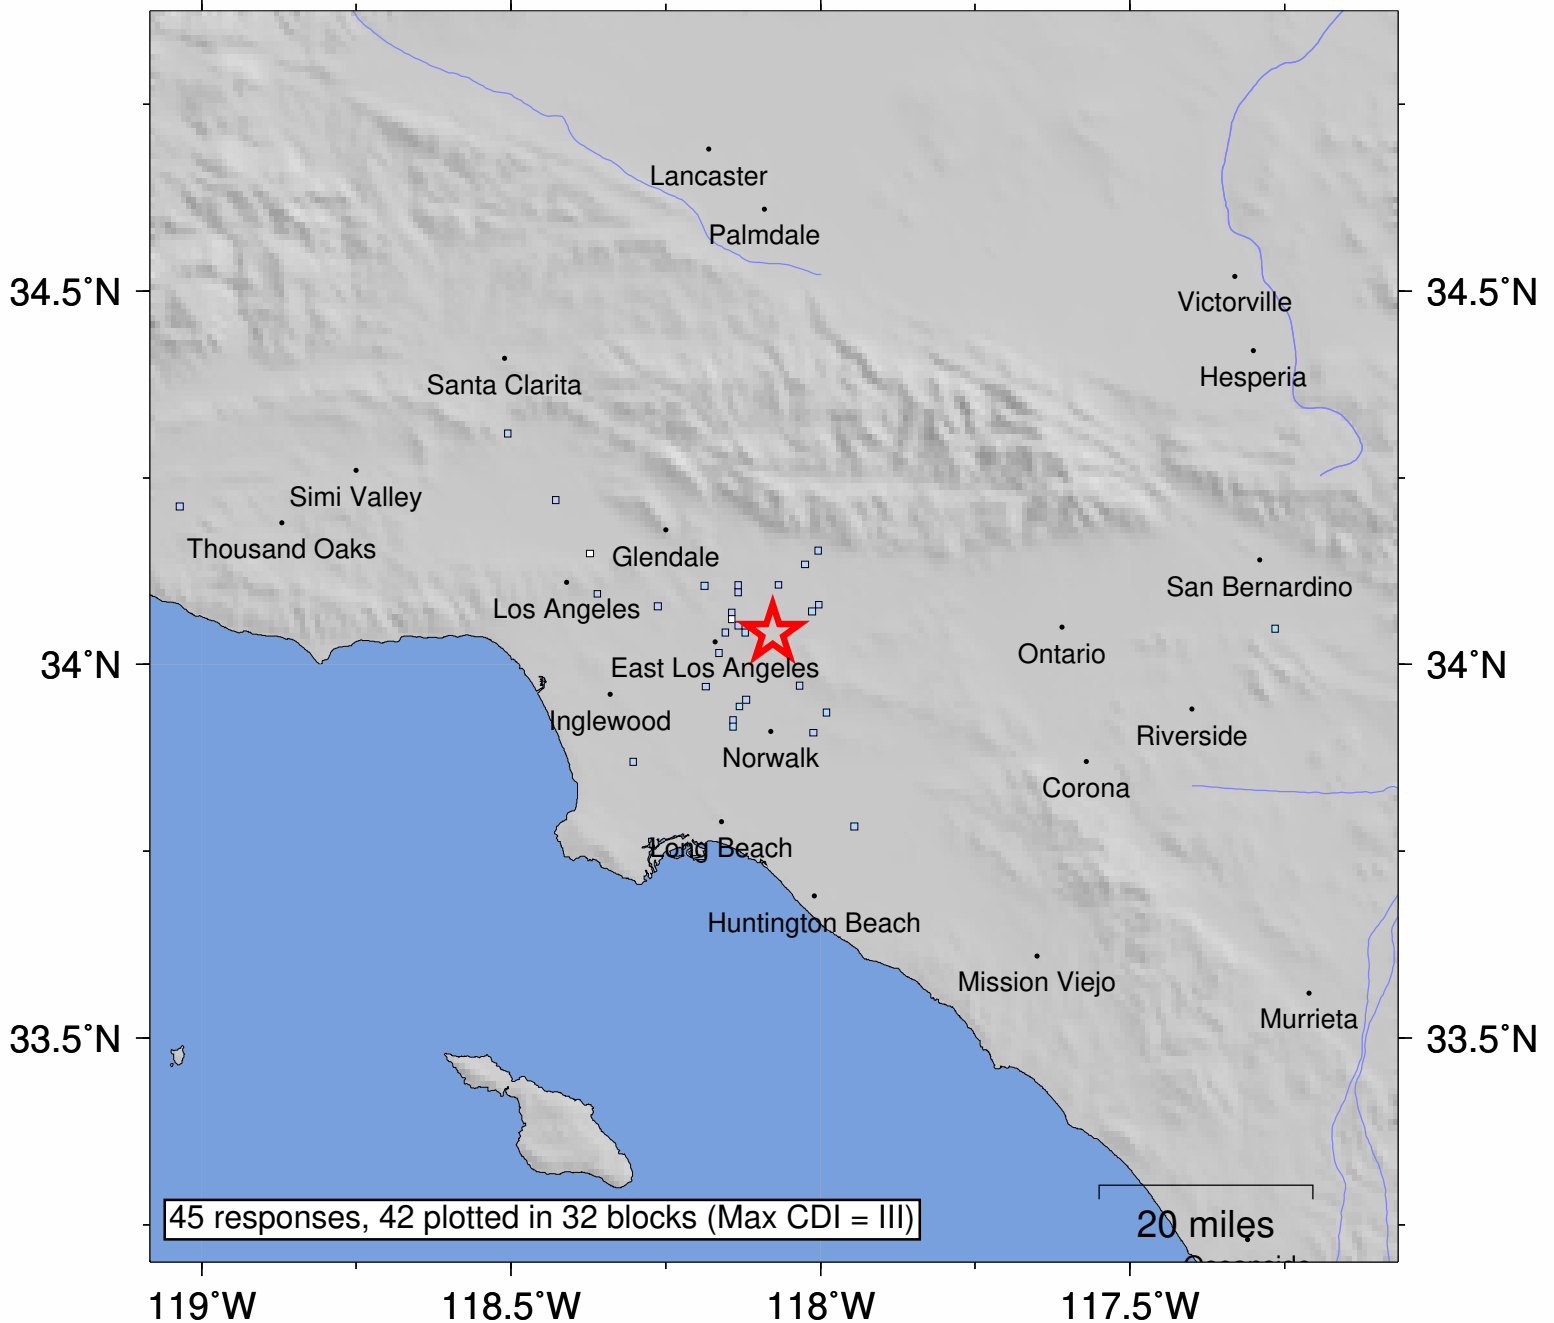 Lancaster
Palmdale
34.5°N
34.5°N
Victorville
Hesperia
Santa Clarita
Simi Valley
Thousand Oaks
Glendale
San Bernardino
Los Angeles
Ontario
34°N
East Los Angeles
34°N
Inglewood
Riverside
Norwalk
Corona
Long Beach
Huntington Beach
Mission Viejo
Murrieta
33.5°N
33.5°N
45 responses, 42 plotted in 32 blocks (Max CDI = III)
20 miles
Oceanside
119°W
118.5°W
118°W
117.5°W